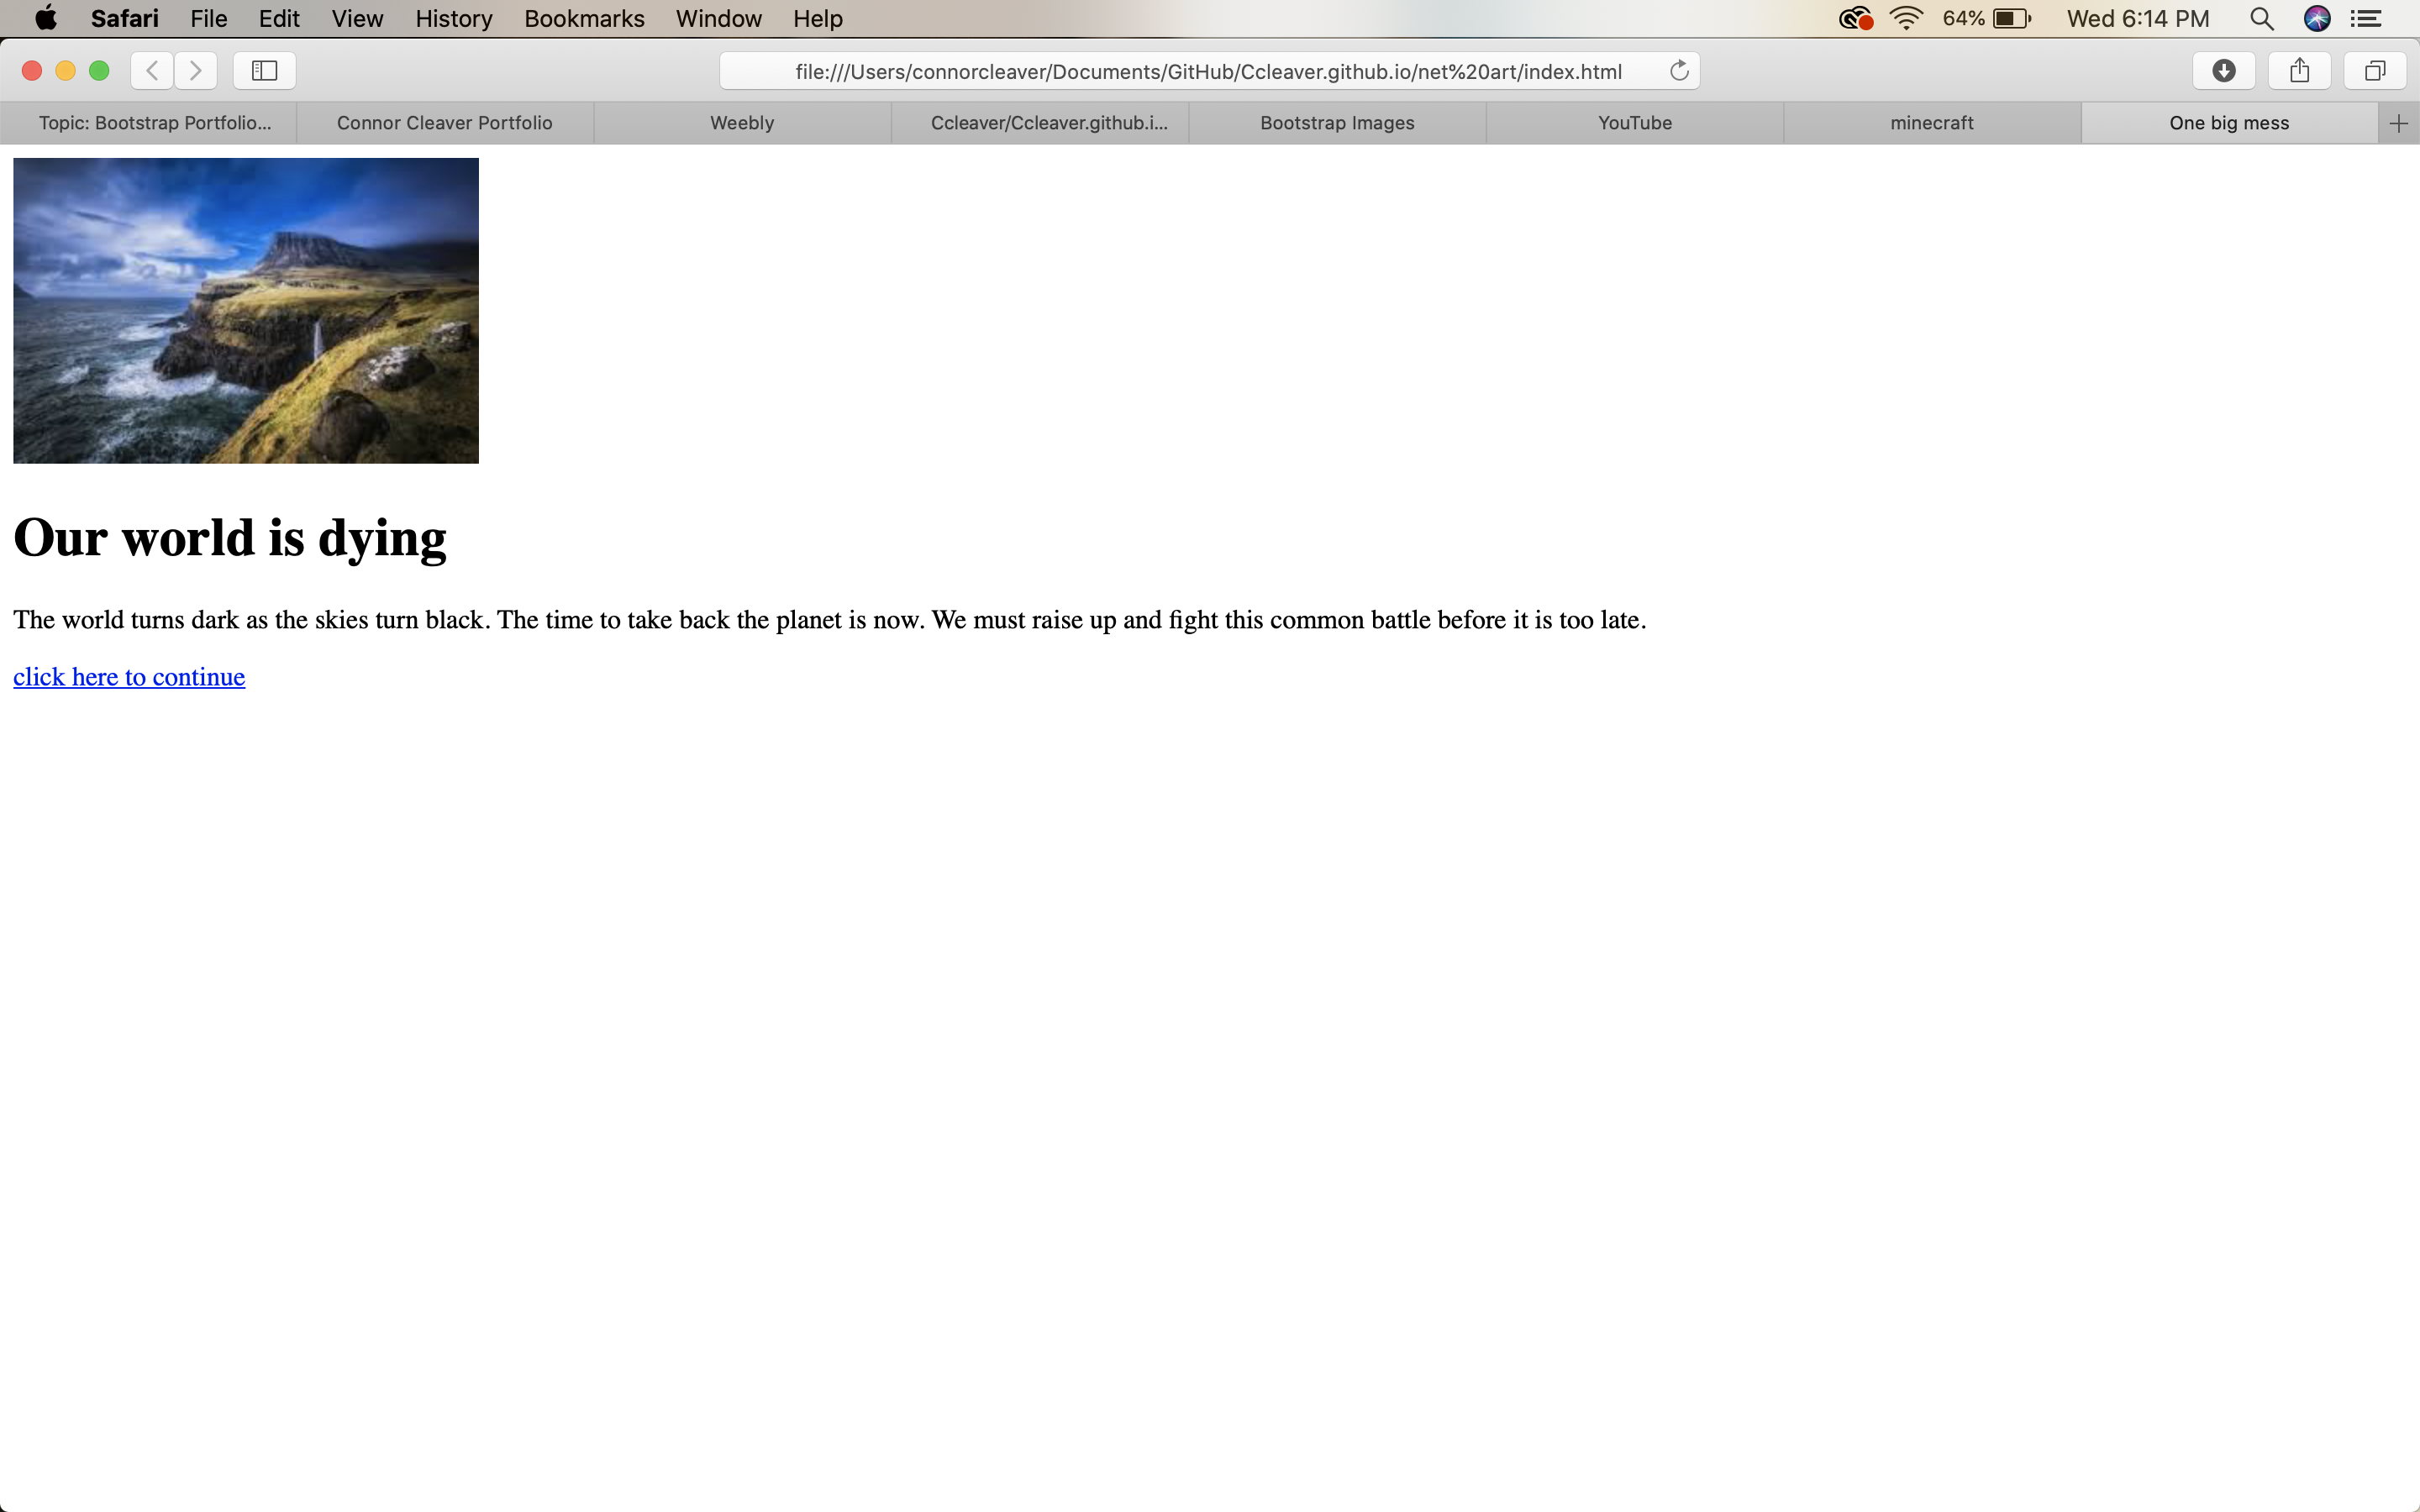 Safari File Edit View History Bookmarks Window Help 64% Wed 6:14 PM
file:///Users/connorcleaver/Documents/GitHub/Ccleaver.github.io/net%20art/index.html
Topic: Bootstrap Portfolio... Connor Cleaver Portfolio Weebly Ccleaver/Ccleaver.github.i... Bootstrap Images YouTube minecraft One big mess
Our world is dying
The world turns dark as the skies turn black. The time to take back the planet is now. We must raise up and fight this common battle before it is too late.
click here to continue